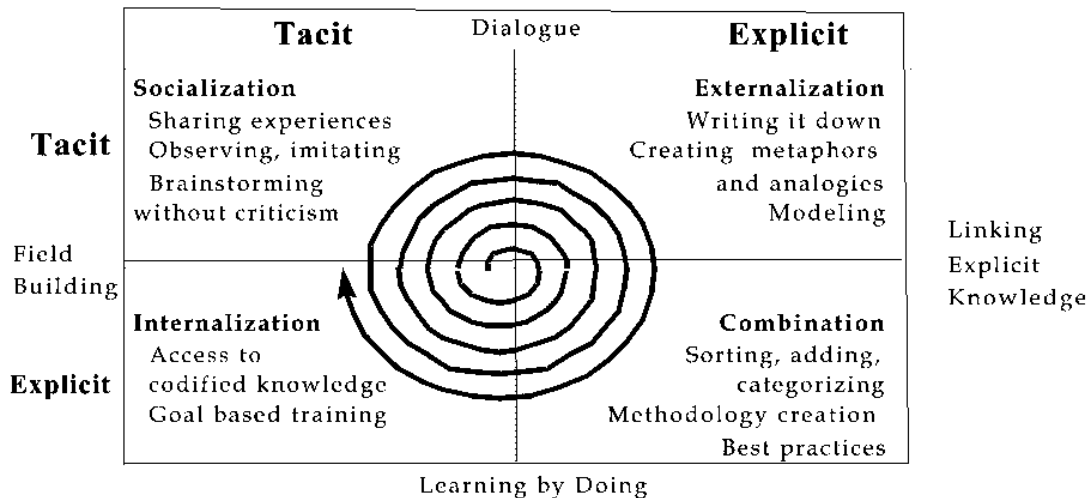 Tacit
Dialogue
Explicit
Tacit
Socialization
Sharing experiences
Observing, imitating
Brainstorming
without criticism
Externalization
Writing it down
Creating metaphors
and analogies
Modeling
Field
Building
Linking
Explicit
Knowledge
Explicit
Internalization
Access to
codified knowledge
Goal based training
Combination
Sorting, adding,
categorizing
Methodology creation
Best practices
Learning by Doing